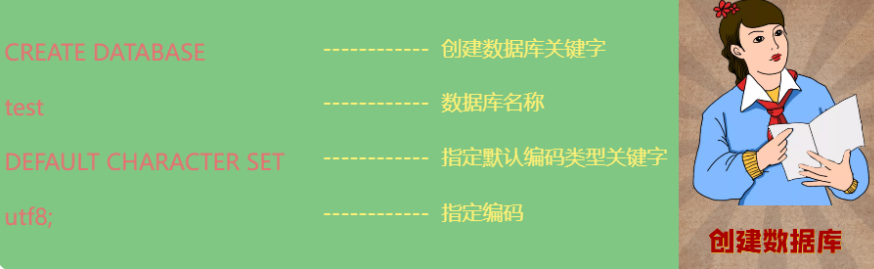 CREATE DATABASE ------------ 创建数据库关键字
test ------------ 数据库名称
DEFAULT CHARACTER SET ------------ 指定默认编码类型关键字
utf8; ------------ 指定编码
创建数据库